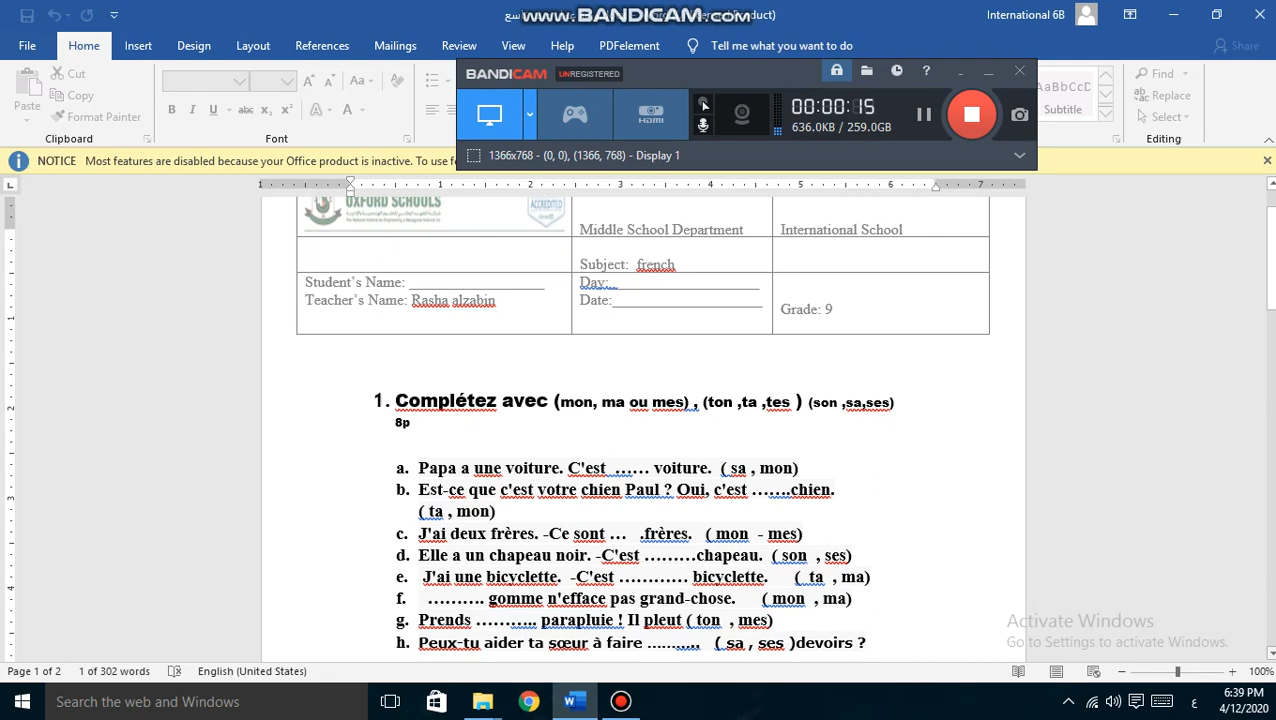 www.BANDICAM.com
Product)
International 6B
File Home Insert Design Layout References Mailings Review View Help PDFelement Tell me what you want to do Share
Cut
Copy
Format Painter
Paste
Clipboard
Font
BANDICAM UNREGISTERED
HDMI
00:00:15
636.0KB / 259.0GB
1366x768 - (0, 0), (1366, 768) - Display 1
AaBbCcD
Subtitle
Find
Replace
Select
Editing
NOTICE Most features are disabled because your Office product is inactive. To use f
OXFORD SCHOOLS
ACCREDITED
Middle School Department
International School
Subject: french
Student's Name: ________________
Teacher's Name: Rasha alzabin
Day: ________________
Date: ________________
Grade: 9
1. Complétez avec (mon, ma ou mes) , (ton ,ta ,tes ) (son ,sa,ses)
8p
a. Papa a une voiture. C'est …… voiture. ( sa , mon)
b. Est-ce que c'est votre chien Paul ? Oui, c'est …….chien.
( ta , mon)
c. J'ai deux frères. -Ce sont … .frères. ( mon - mes)
d. Elle a un chapeau noir. -C'est ………chapeau. ( son , ses)
e. J'ai une bicyclette. -C'est ………… bicyclette. ( ta , ma)
f. ………. gomme n'efface pas grand-chose. ( mon , ma)
g. Prends ……….. parapluie ! Il pleut ( ton , mes)
h. Peux-tu aider ta sœur à faire ………,, ( sa , ses )devoirs ?
Activate Windows
Go to Settings to activate Windows.
Page 1 of 2 1 of 302 words English (United States) 100%
Search the web and Windows
ع
6:39 PM
4/12/2020